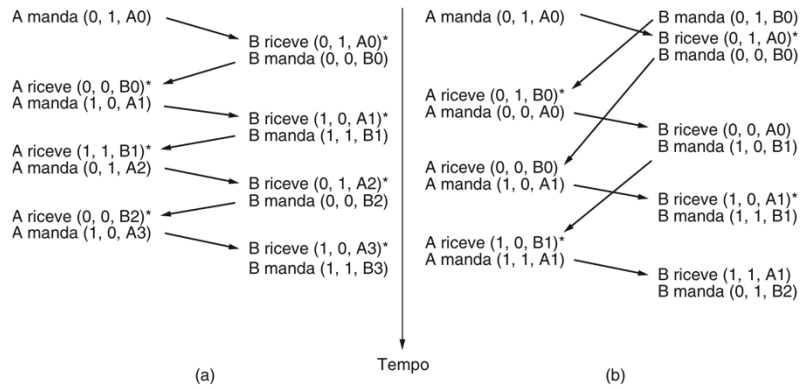 A manda (0, 1, A0)
B riceve (0, 1, A0)*
B manda (0, 0, B0)
A riceve (0, 0, B0)*
A manda (1, 0, A1)
B riceve (1, 0, A1)*
B manda (1, 1, B1)
A riceve (1, 1, B1)*
A manda (0, 1, A2)
B riceve (0, 1, A2)*
B manda (0, 0, B2)
A riceve (0, 0, B2)*
A manda (1, 0, A3)
B riceve (1, 0, A3)*
B manda (1, 1, B3)
(a)
Tempo
A manda (0, 1, A0)
B manda (0, 1, B0)
B riceve (0, 1, A0)*
B manda (0, 0, B0)
A riceve (0, 1, B0)*
A manda (0, 0, A0)
B riceve (0, 0, A0)
B manda (1, 0, B1)
A riceve (0, 0, B0)
A manda (1, 0, A1)
B riceve (1, 0, A1)*
B manda (1, 1, B1)
A riceve (1, 0, B1)*
A manda (1, 1, A1)
B riceve (1, 1, A1)
B manda (0, 1, B2)
(b)